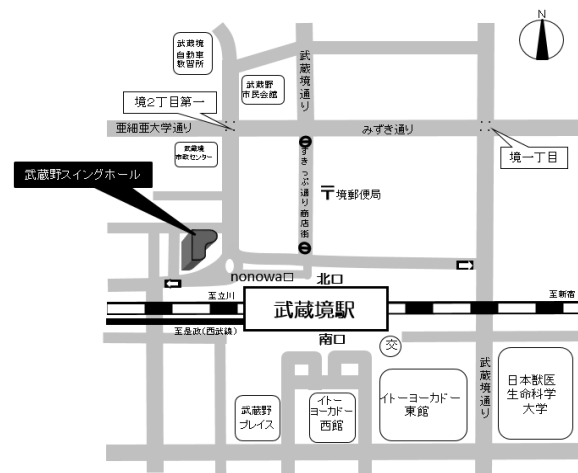 N
武蔵境
自動車
教習所
武蔵境通り
武蔵野
市民会館
境2丁目第一
亜細亜大学通り
みずき通り
境一丁目
武蔵境
市政センター
すきっぷ通り商店街
武蔵野スイングホール
〒境郵便局
nonowa口
北口
至立川
至新宿
武蔵境駅
至是政(西武線)
南口
交
武蔵境通り
日本獣医
生命科学
大学
イトーヨーカドー
東館
イトー
ヨーカドー
西館
武蔵野
プレイス